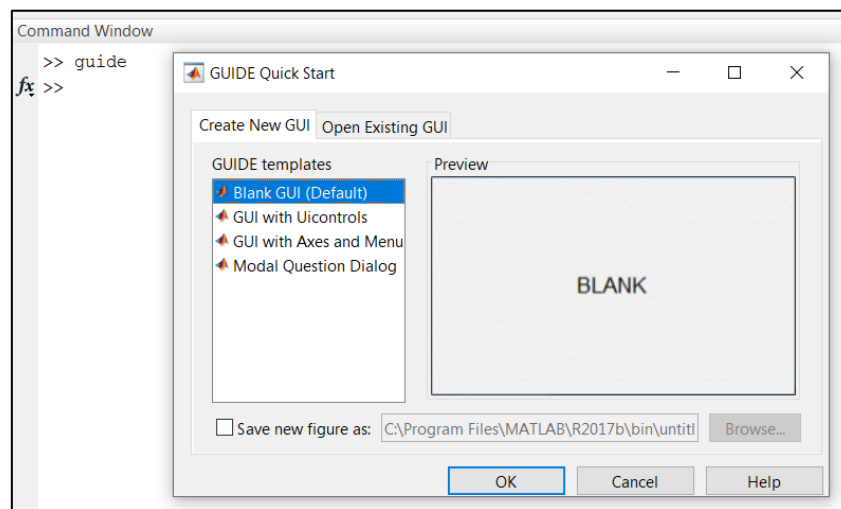 Command Window
>> guide
fx >>
GUIDE Quick Start
Create New GUI Open Existing GUI
GUIDE templates
Preview
Blank GUI (Default)
GUI with Uicontrols
GUI with Axes and Menu
Modal Question Dialog
BLANK
Save new figure as: C:\Program Files\MATLAB\R2017b\bin\untitl Browse...
OK Cancel Help